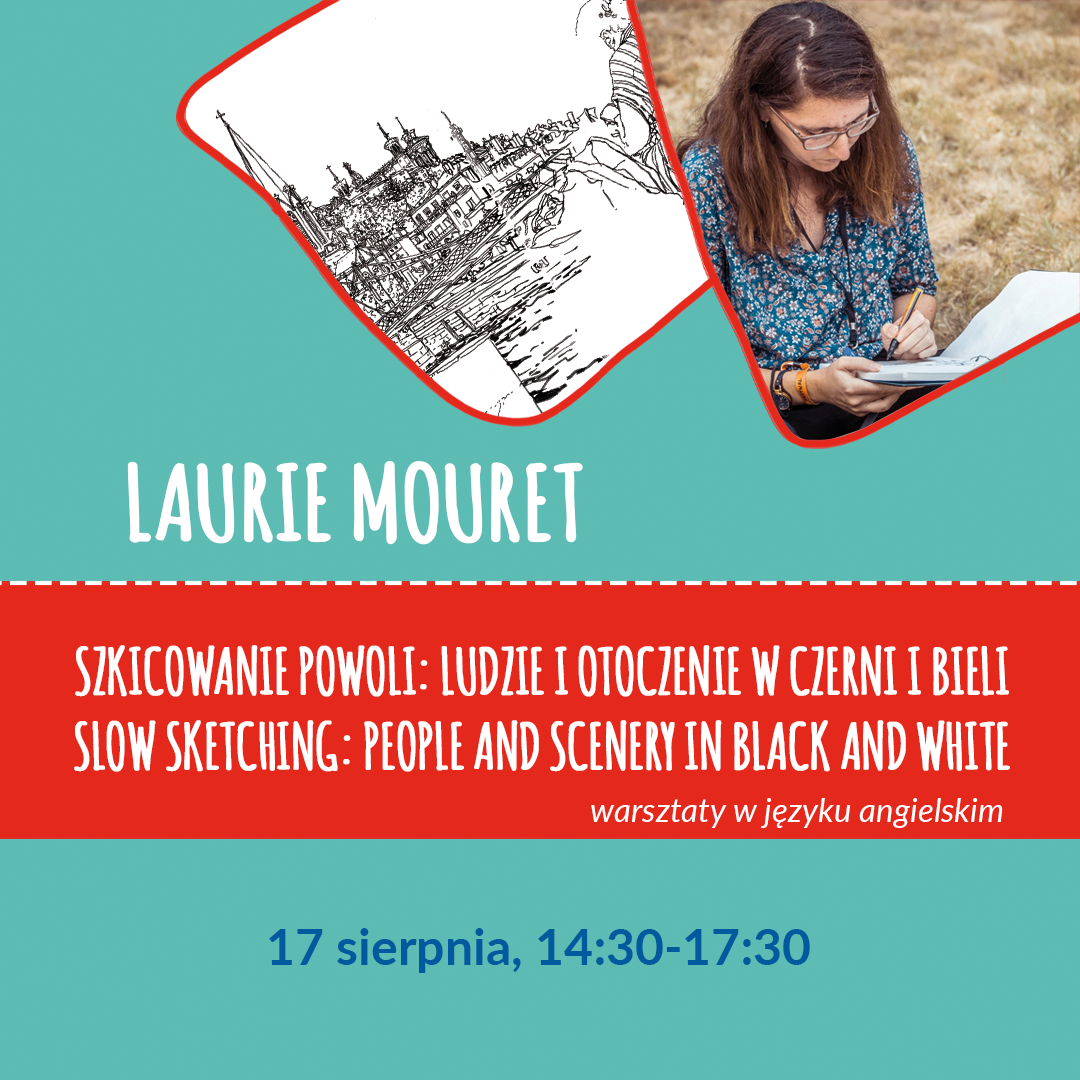 LAURIE MOURET
SZKICOWANIE POWOLI: LUDZIE I OTOCZENIE W CZERNI I BIELI
SLOW SKETCHING: PEOPLE AND SCENERY IN BLACK AND WHITE
warsztaty w języku angielskim
17 sierpnia, 14:30-17:30